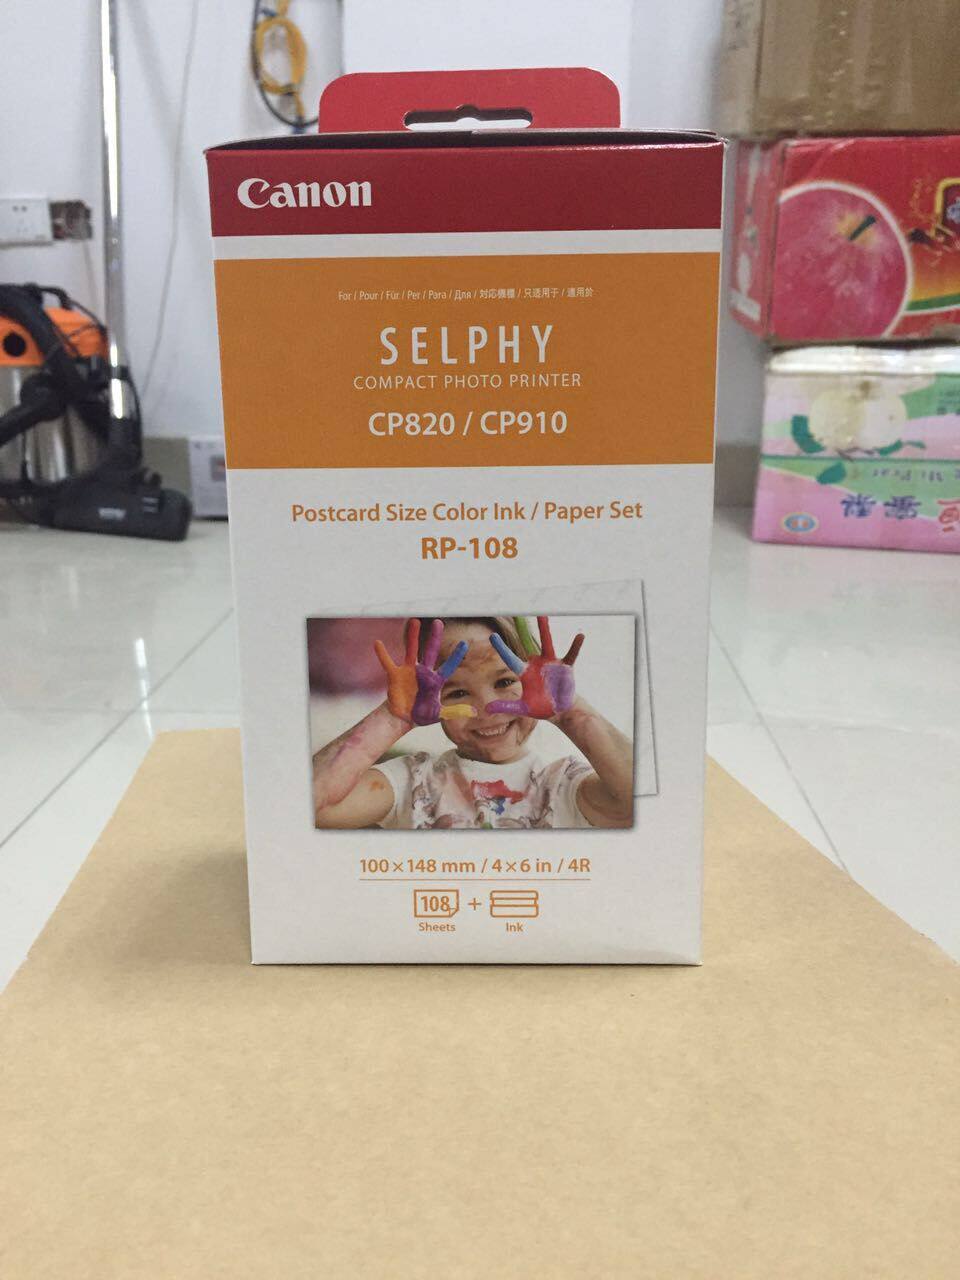 Canon
For / Pour / Für / Per / Para / Для / 対応機種 / 只适用于 / 適用於
SELPHY
COMPACT PHOTO PRINTER
CP820 / CP910
Postcard Size Color Ink / Paper Set
RP-108
100×148 mm / 4×6 in / 4R
108 +
Sheets Ink
蜜梨